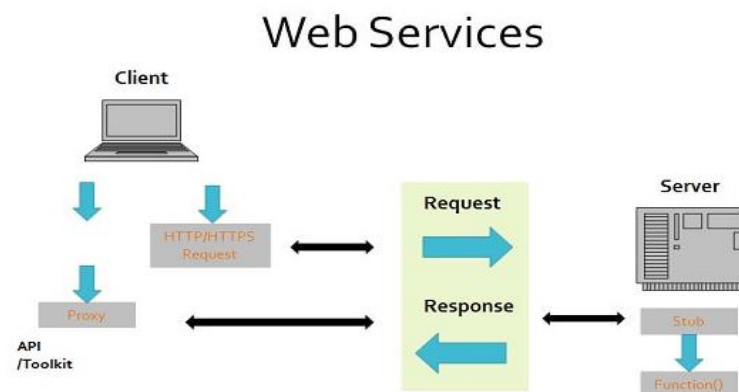 Web Services
Client
Server
Request
HTTP/HTTPS
Request
Response
Proxy
Stub
API
/Toolkit
Function()